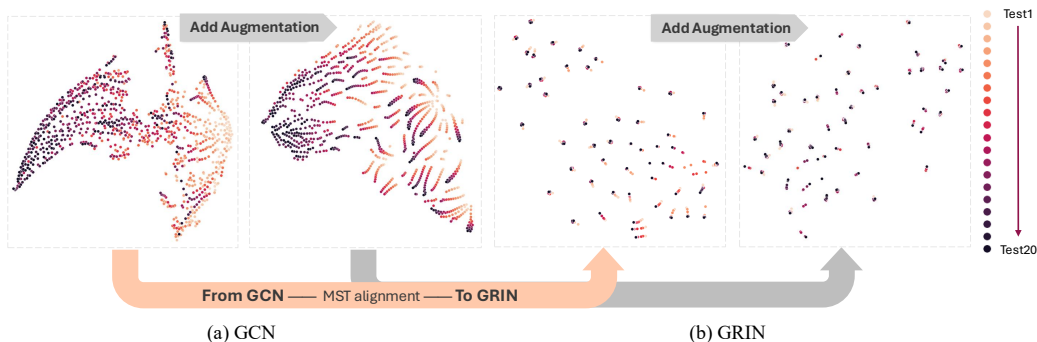 Add Augmentation
Add Augmentation
Test1
Test20
From GCN —— MST alignment —— To GRIN
(a) GCN
(b) GRIN